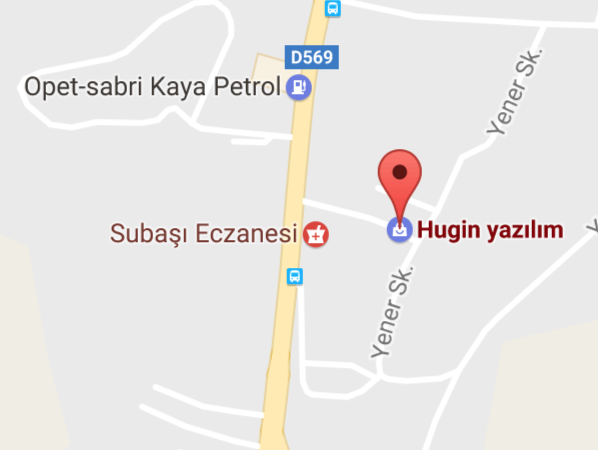 D569
Opet-sabri Kaya Petrol
Yener Sk.
Subaşı Eczanesi
Hugin yazılım
Yener Sk.